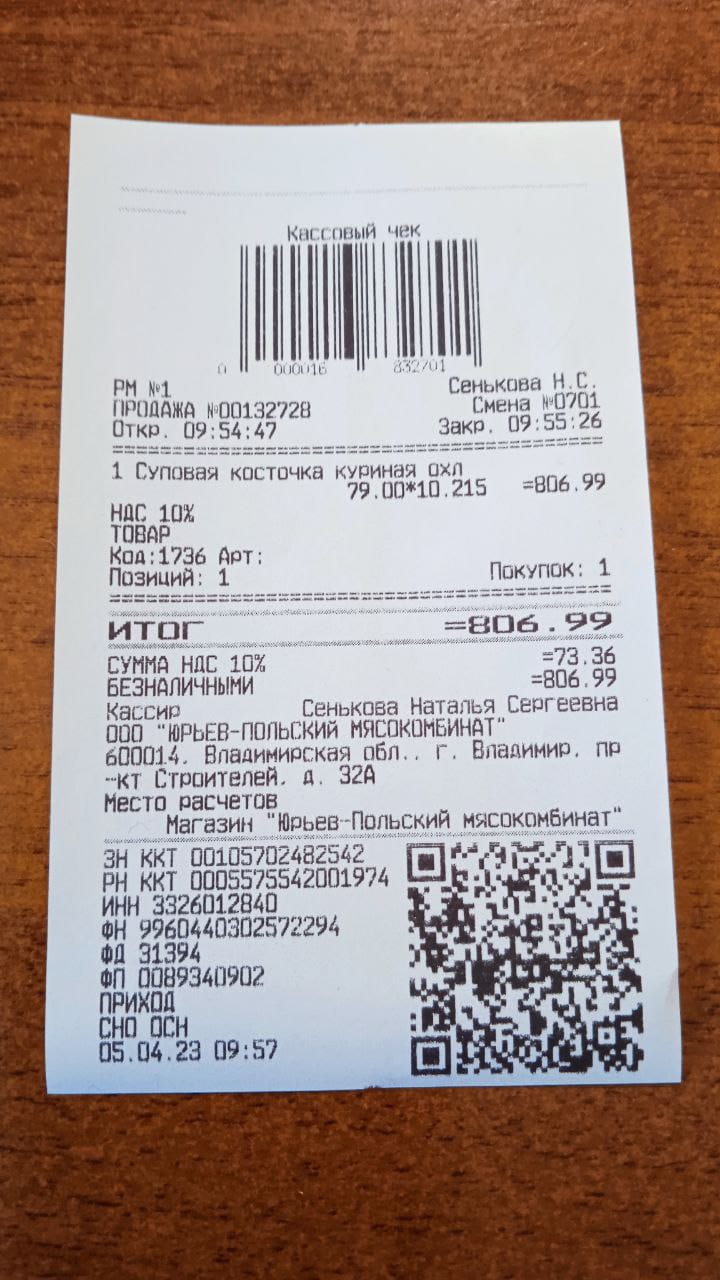 Кассовый чек
0 000016 832701
РМ №1 Сенькова Н.С.
ПРОДАЖА №00132728 Смена №0701
Откр. 09:54:47 Закр. 09:55:26
1 Суповая косточка куриная охл
79.00*10.215 =806.99
НДС 10%
ТОВАР
Код:1736 Арт:
Позиций: 1 Покупок: 1
ИТОГ =806.99
СУММА НДС 10% =73.36
БЕЗНАЛИЧНЫМИ =806.99
Кассир Сенькова Наталья Сергеевна
ООО "ЮРЬЕВ-ПОЛЬСКИЙ МЯСОКОМБИНАТ"
600014, Владимирская обл., г. Владимир, пр
-кт Строителей, д. 32А
Место расчетов
Магазин "Юрьев-Польский мясокомбинат"
ЗН ККТ 00105702482542
РН ККТ 0005575542001974
ИНН 3326012840
ФН 9960440302572294
ФД 31394
ФП 0089340902
ПРИХОД
СНО ОСН
05.04.23 09:57